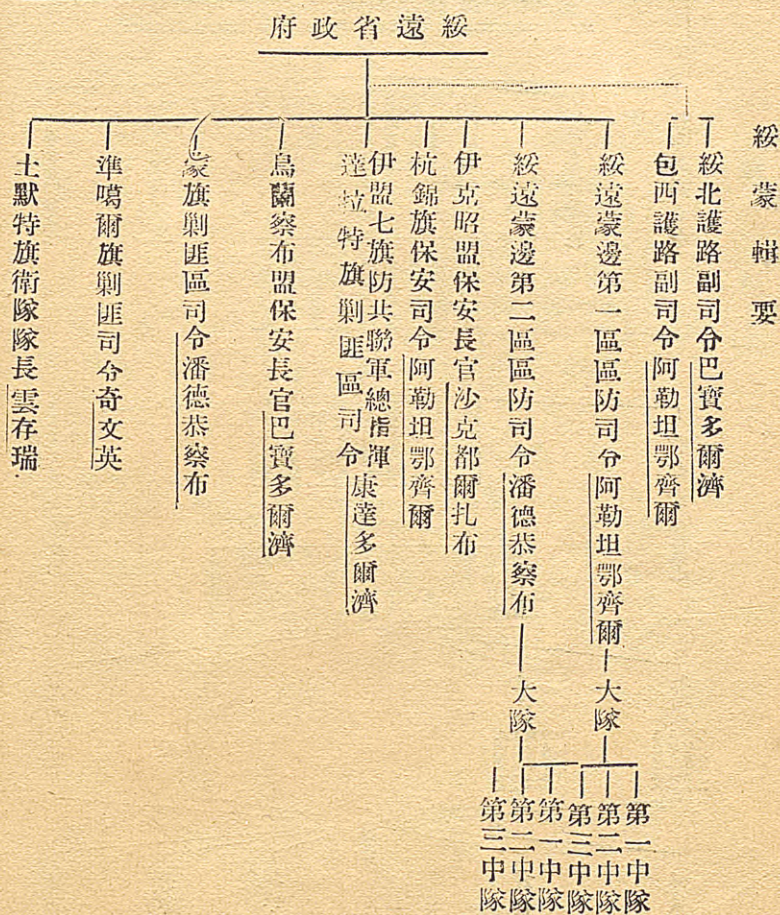 綏蒙輯要
綏遠省政府
綏北護路副司令巴寶多爾濟
包西護路副司令阿勒坦鄂齊爾
綏遠蒙邊第一區區防司令阿勒坦鄂齊爾
大隊
第一中隊
第二中隊
第三中隊
綏遠蒙邊第二區區防司令潘德恭察布
大隊
第一中隊
第二中隊
第三中隊
伊克昭盟保安長官沙克都爾扎布
杭錦旗保安司令阿勒坦鄂齊爾
伊盟七旗防共聯軍總指揮
達拉特旗剿匪區司令康達多爾濟
烏蘭察布盟保安長官巴寶多爾濟
蒙旗剿匪區司令潘德恭察布
準噶爾旗剿匪司令奇文英
土默特旗衛隊隊長雲存瑞